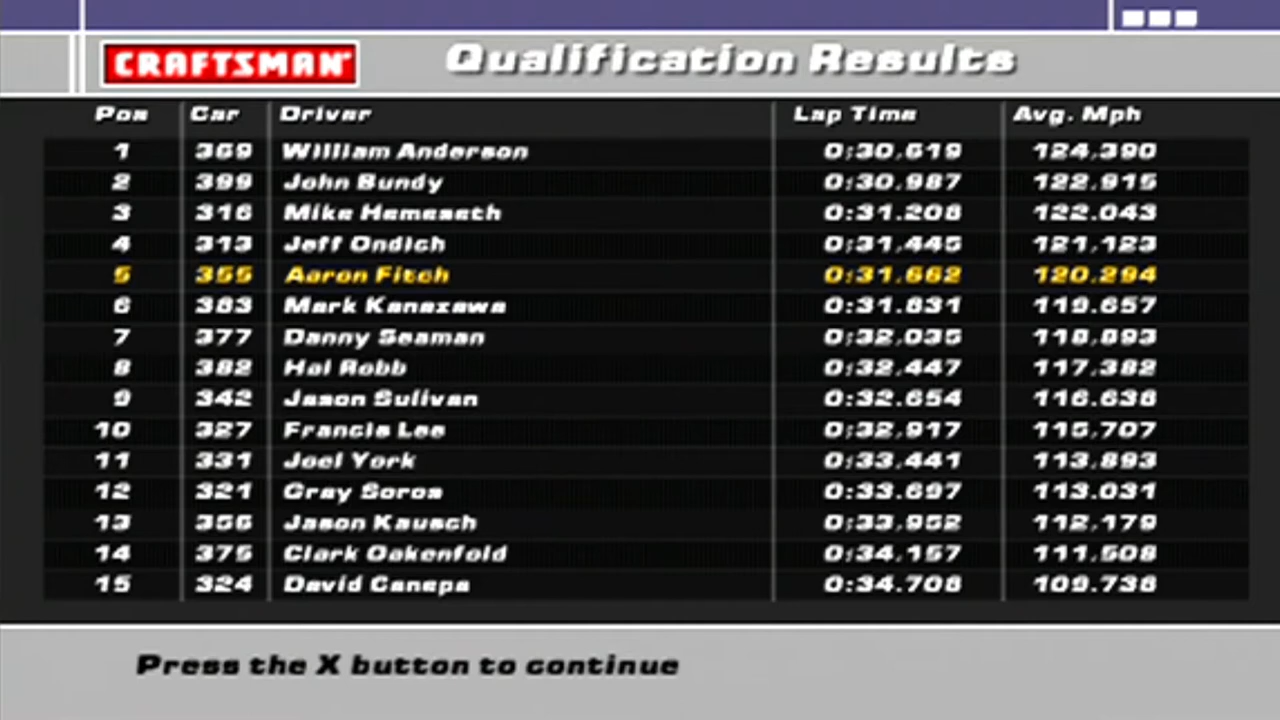 CRAFTSMAN Qualification Results
Pos Car Driver Lap Time Avg. Mph
1 369 William Anderson 0:30.619 124.390
2 399 John Bundy 0:30.987 122.915
3 316 Mike Hemeseth 0:31.208 122.043
4 313 Jeff Ondich 0:31.445 121.123
5 355 Aaron Fitch 0:31.662 120.294
6 383 Mark Kanazawa 0:31.831 119.657
7 377 Danny Seaman 0:32.035 118.893
8 382 Hal Robb 0:32.447 117.382
9 342 Jason Sulivan 0:32.654 116.638
10 327 Francis Lee 0:32.917 115.707
11 331 Joel York 0:33.441 113.893
12 321 Gray Soros 0:33.697 113.031
13 356 Jason Kausch 0:33.952 112.179
14 375 Clark Oakenfold 0:34.157 111.508
15 324 David Canepa 0:34.708 109.738
Press the X button to continue